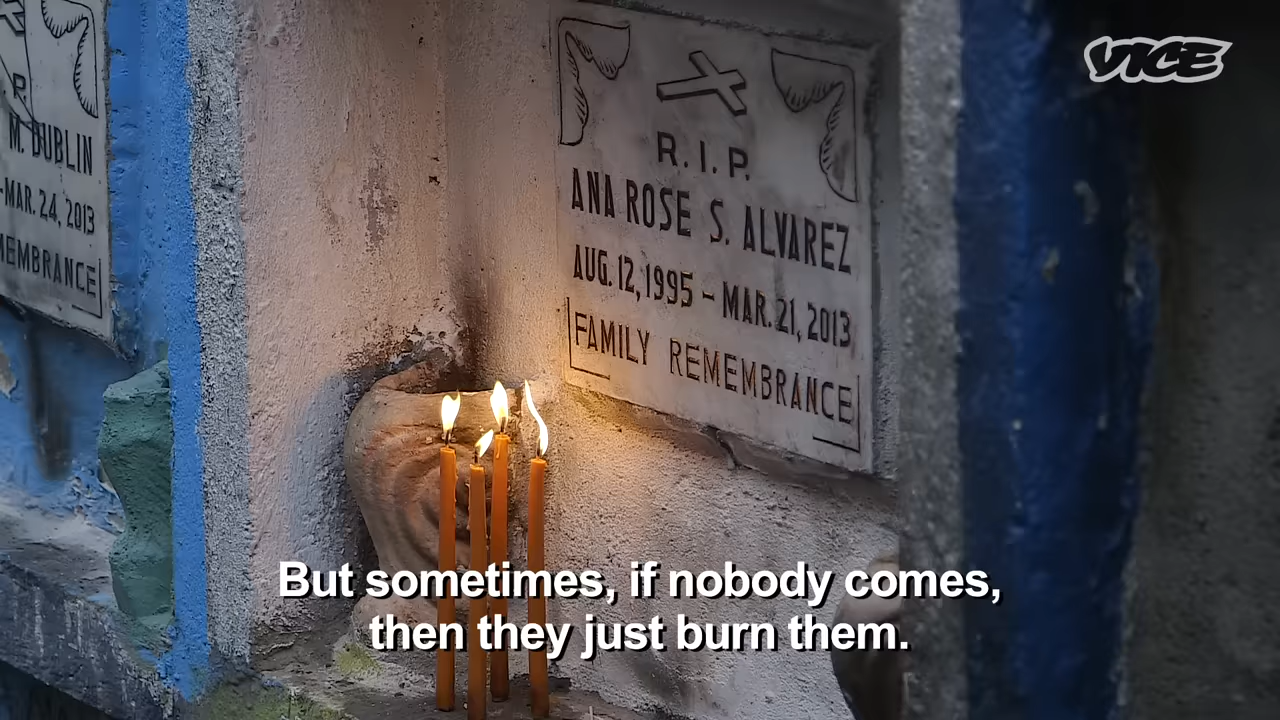 VICE
P.
M. DUBLIN
-MAR. 24, 2013
REMEMBRANCE
R.I.P.
ANA ROSE S. ALVAREZ
AUG. 12, 1995 - MAR. 21, 2013
FAMILY REMEMBRANCE
But sometimes, if nobody comes,
then they just burn them.